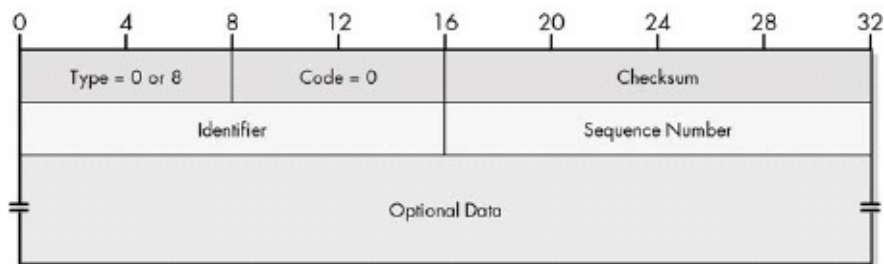 0 4 8 12 16 20 24 28 32
Type = 0 or 8 Code = 0 Checksum
Identifier Sequence Number
Optional Data